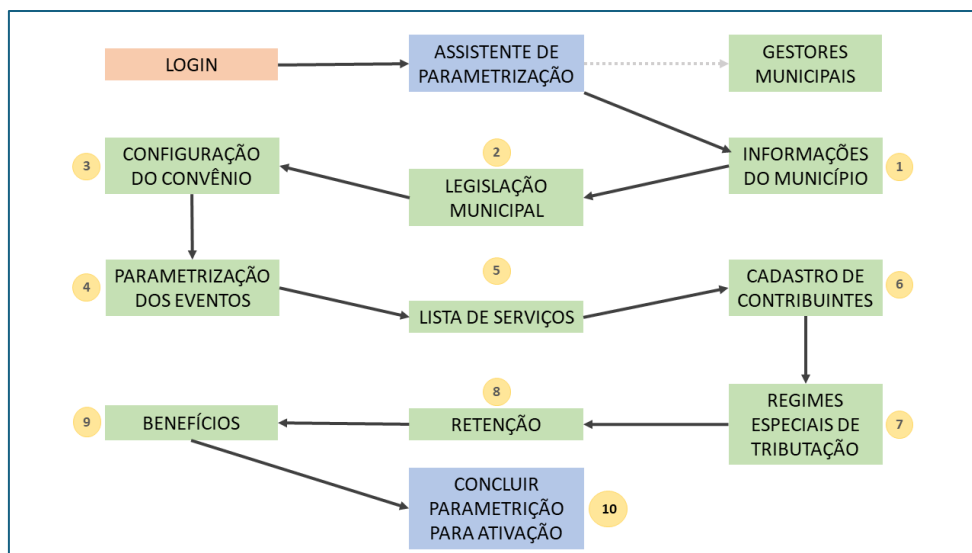 LOGIN
ASSISTENTE DE
PARAMETRIZAÇÃO
GESTORES
MUNICIPAIS
1
INFORMAÇÕES
DO MUNICÍPIO
2
LEGISLAÇÃO
MUNICIPAL
3
CONFIGURAÇÃO
DO CONVÊNIO
4
PARAMETRIZAÇÃO
DOS EVENTOS
5
LISTA DE SERVIÇOS
6
CADASTRO DE
CONTRIBUINTES
7
REGIMES
ESPECIAIS DE
TRIBUTAÇÃO
8
RETENÇÃO
9
BENEFÍCIOS
10
CONCLUIR
PARAMETRIÇÃO
PARA ATIVAÇÃO